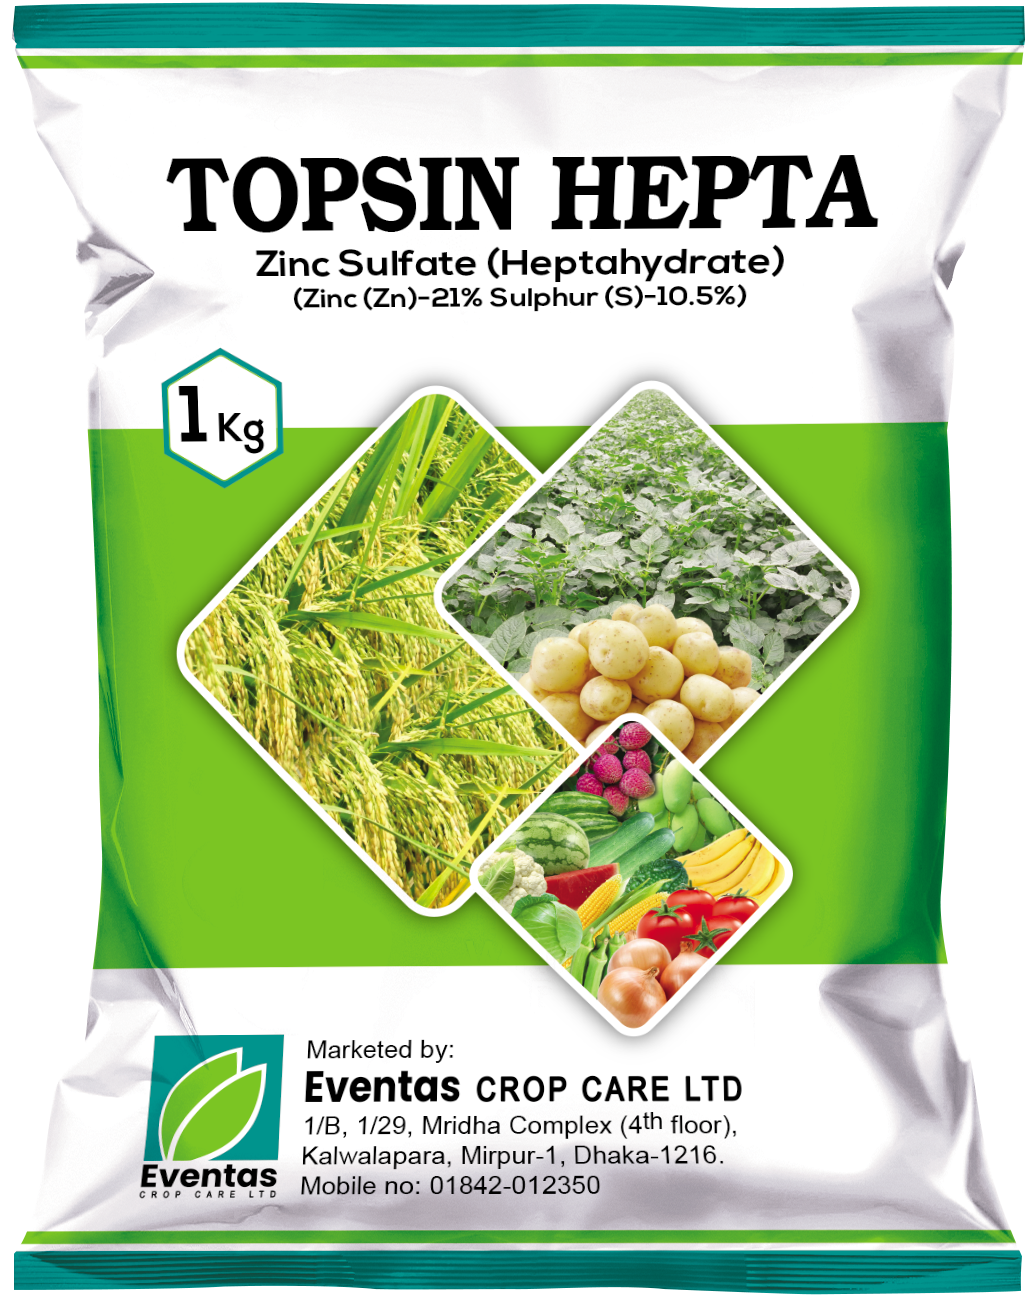 TOPSIN HEPTA
Zinc Sulfate (Heptahydrate)
(Zinc (Zn)-21% Sulphur (S)-10.5%)
1 Kg
Marketed by:
Eventas CROP CARE LTD
1/B, 1/29, Mridha Complex (4th floor),
Kalwalapara, Mirpur-1, Dhaka-1216.
Mobile no: 01842-012350
Eventas
CROP CARE LTD